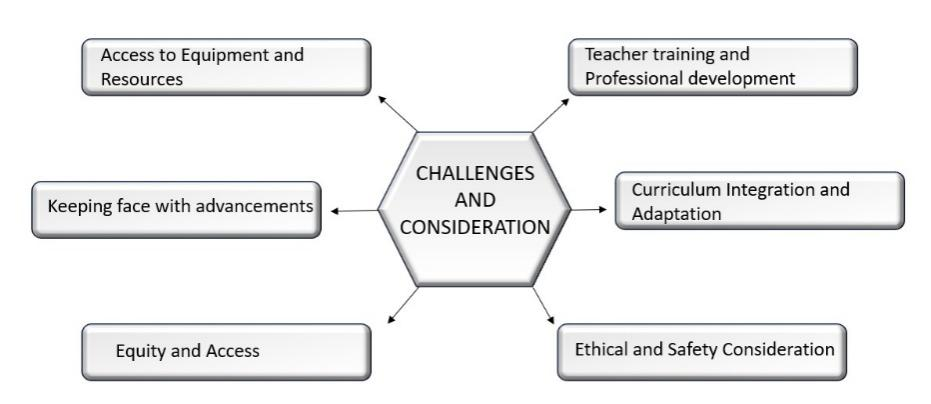 Access to Equipment and
Resources
Teacher training and
Professional development
CHALLENGES
AND
CONSIDERATION
Keeping face with advancements
Curriculum Integration and
Adaptation
Equity and Access
Ethical and Safety Consideration